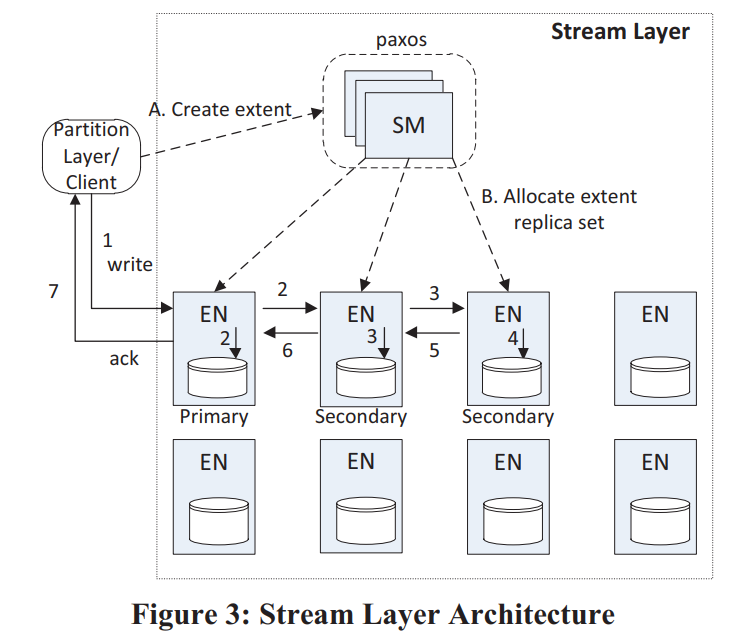 Stream Layer
paxos
A. Create extent
SM
Partition
Layer/
Client
B. Allocate extent
replica set
1
write
7
ack
2
3
6
5
EN
2
Primary
EN
3
Secondary
EN
4
Secondary
EN
EN
EN
EN
EN
Figure 3: Stream Layer Architecture